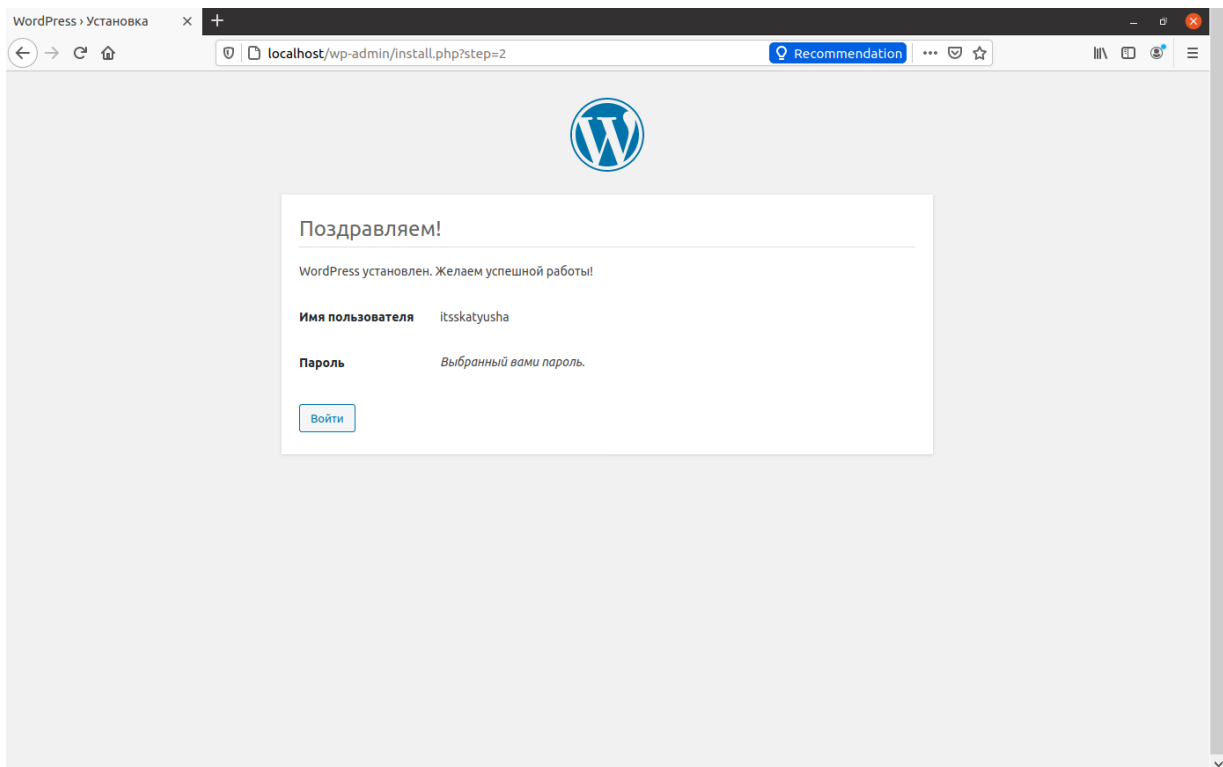 WordPress › Установка
localhost/wp-admin/install.php?step=2
Recommendation
Поздравляем!
WordPress установлен. Желаем успешной работы!
Имя пользователя itsskatyusha
Пароль Выбранный вами пароль.
Войти